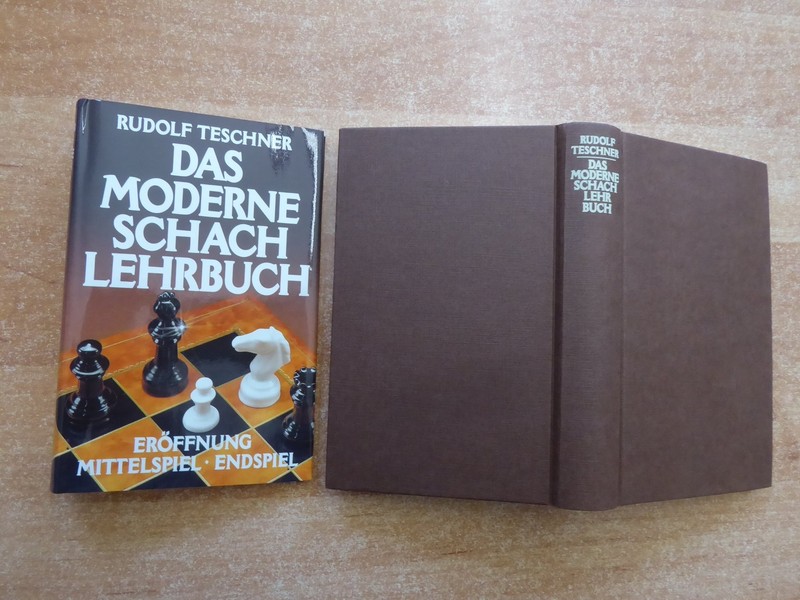 RUDOLF TESCHNER
DAS
MODERNE
SCHACH
LEHRBUCH
ERÖFFNUNG
MITTELSPIEL · ENDSPIEL
RUDOLF
TESCHNER
DAS
MODERNE
SCHACH
LEHR
BUCH